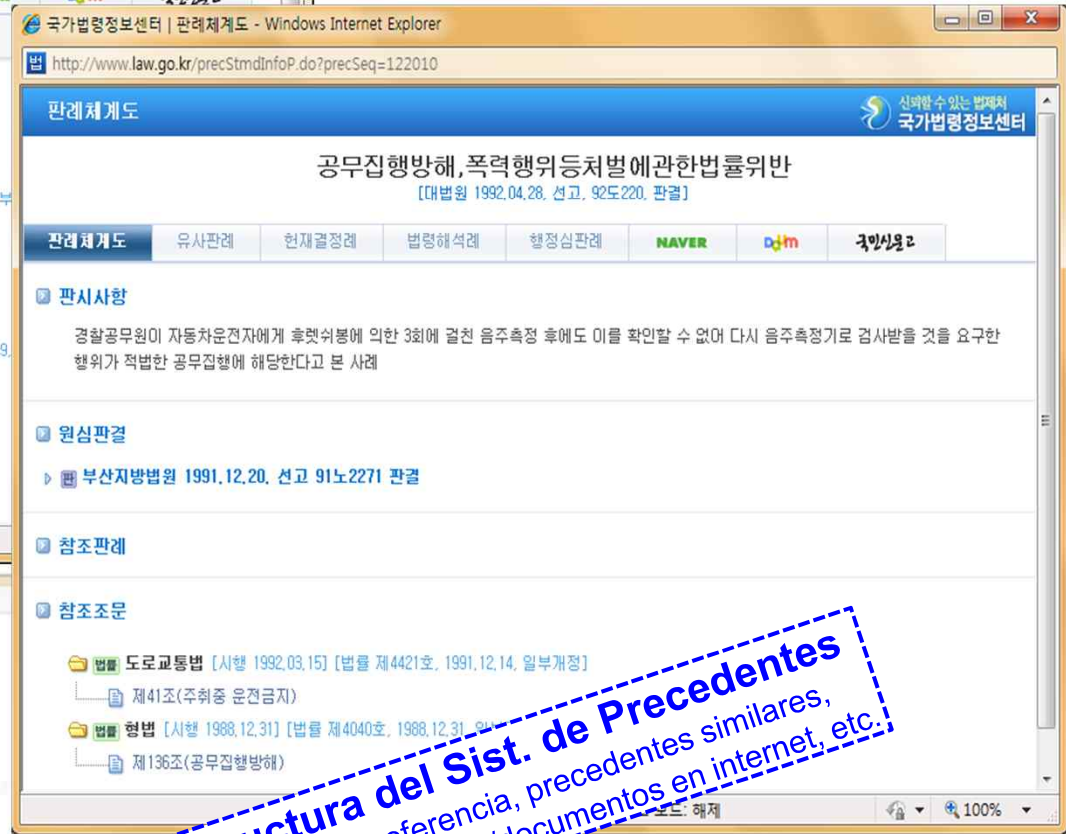 국가법령정보센터 | 판례체계도 - Windows Internet Explorer
http://www.law.go.kr/precStmdInfoP.do?precSeq=122010
판례체계도
신뢰할 수 있는 법제처
국가법령정보센터
공무집행방해,폭력행위등처벌에관한법률위반
[대법원 1992.04.28, 선고, 92도220, 판결]
판례체계도 유사판례 헌재결정례 법령해석례 행정심판례 NAVER Daum 국민신문고
판시사항
경찰공무원이 자동차운전자에게 후렛쉬봉에 의한 3회에 걸친 음주측정 후에도 이를 확인할 수 없어 다시 음주측정기로 검사받을 것을 요구한
행위가 적법한 공무집행에 해당한다고 본 사례
원심판결
판 부산지방법원 1991.12.20. 선고 91노2271 판결
참조판례
참조조문
법률 도로교통법 [시행 1992.03.15] [법률 제4421호, 1991.12.14, 일부개정]
제41조(주취중 운전금지)
법률 형법 [시행 1988.12.31] [법률 제4040호, 1988.12.31,
제136조(공무집행방해)
del Sist. de Precedentes
precedentes similares,
documentos en internet, etc.
해제
100%